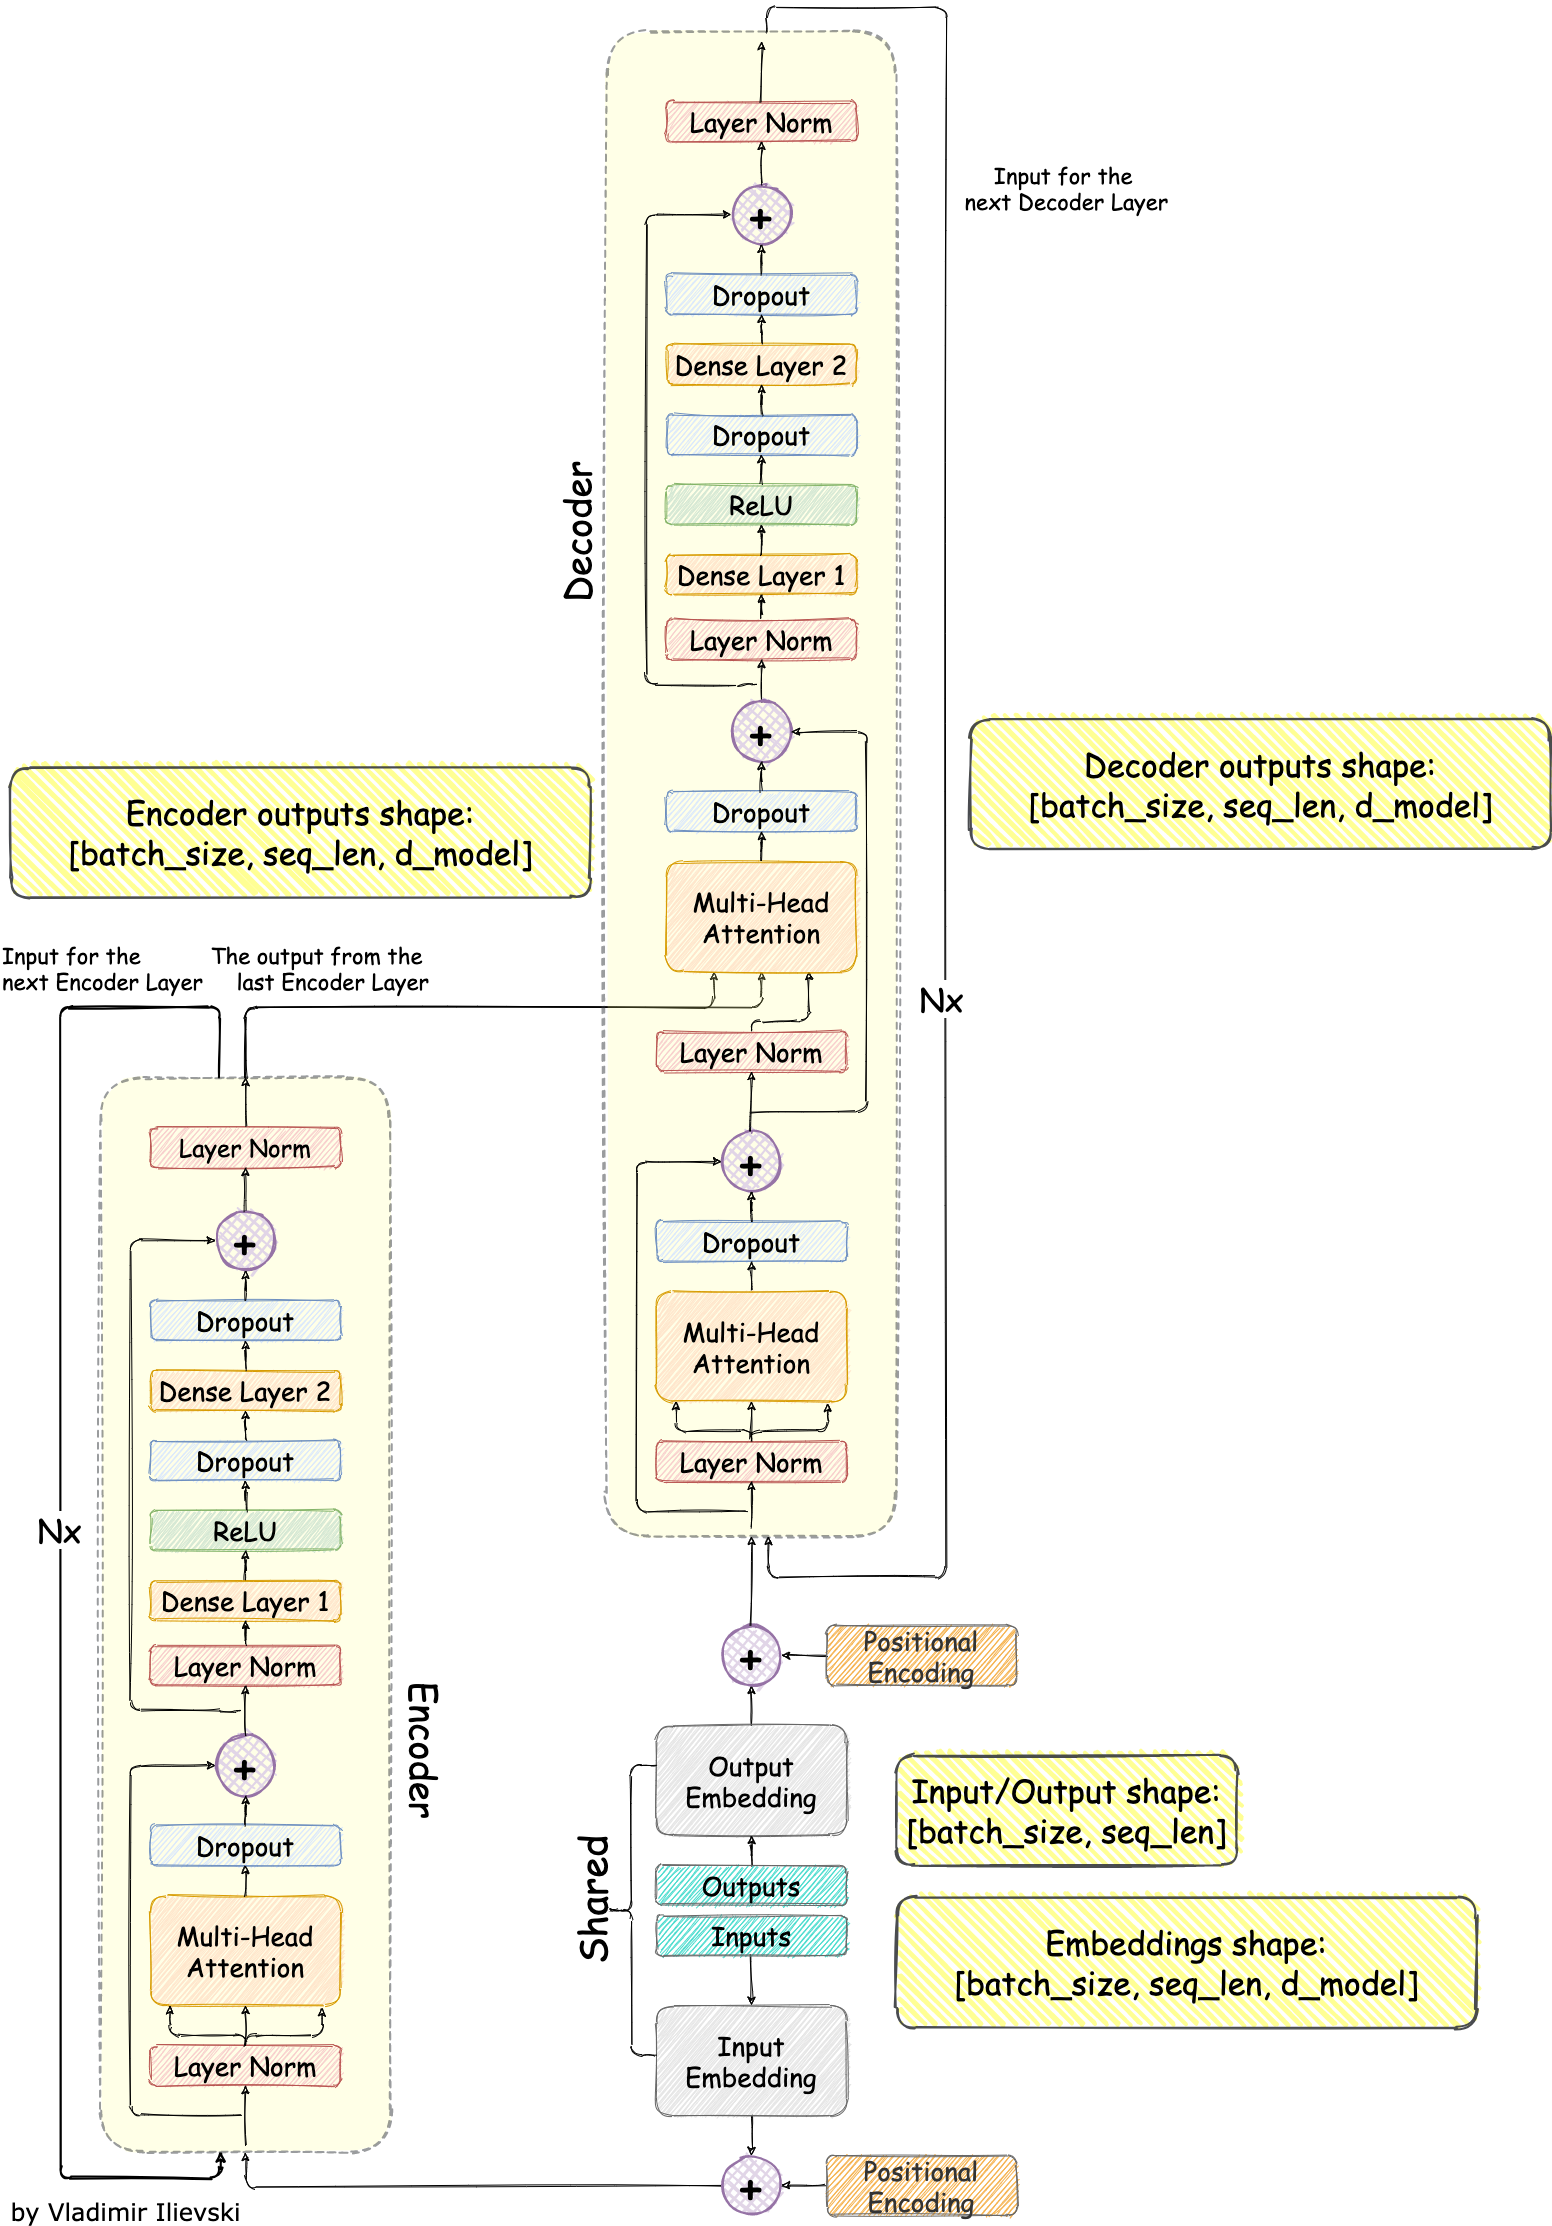 Layer Norm
Input for the
next Decoder Layer
+
Dropout
Dense Layer 2
Dropout
ReLU
Dense Layer 1
Layer Norm
Decoder
+
Decoder outputs shape:
[batch_size, seq_len, d_model]
Encoder outputs shape:
[batch_size, seq_len, d_model]
Dropout
Multi-Head
Attention
Input for the
next Encoder Layer
The output from the
last Encoder Layer
Nx
Layer Norm
+
Dropout
Multi-Head
Attention
Layer Norm
Layer Norm
+
Dropout
Dense Layer 2
Dropout
ReLU
Nx
Dense Layer 1
Layer Norm
Encoder
+
Dropout
Multi-Head
Attention
Layer Norm
+
Positional
Encoding
Output
Embedding
Input/Output shape:
[batch_size, seq_len]
Shared
Outputs
Inputs
Embeddings shape:
[batch_size, seq_len, d_model]
Input
Embedding
+
Positional
Encoding
by Vladimir Ilievski